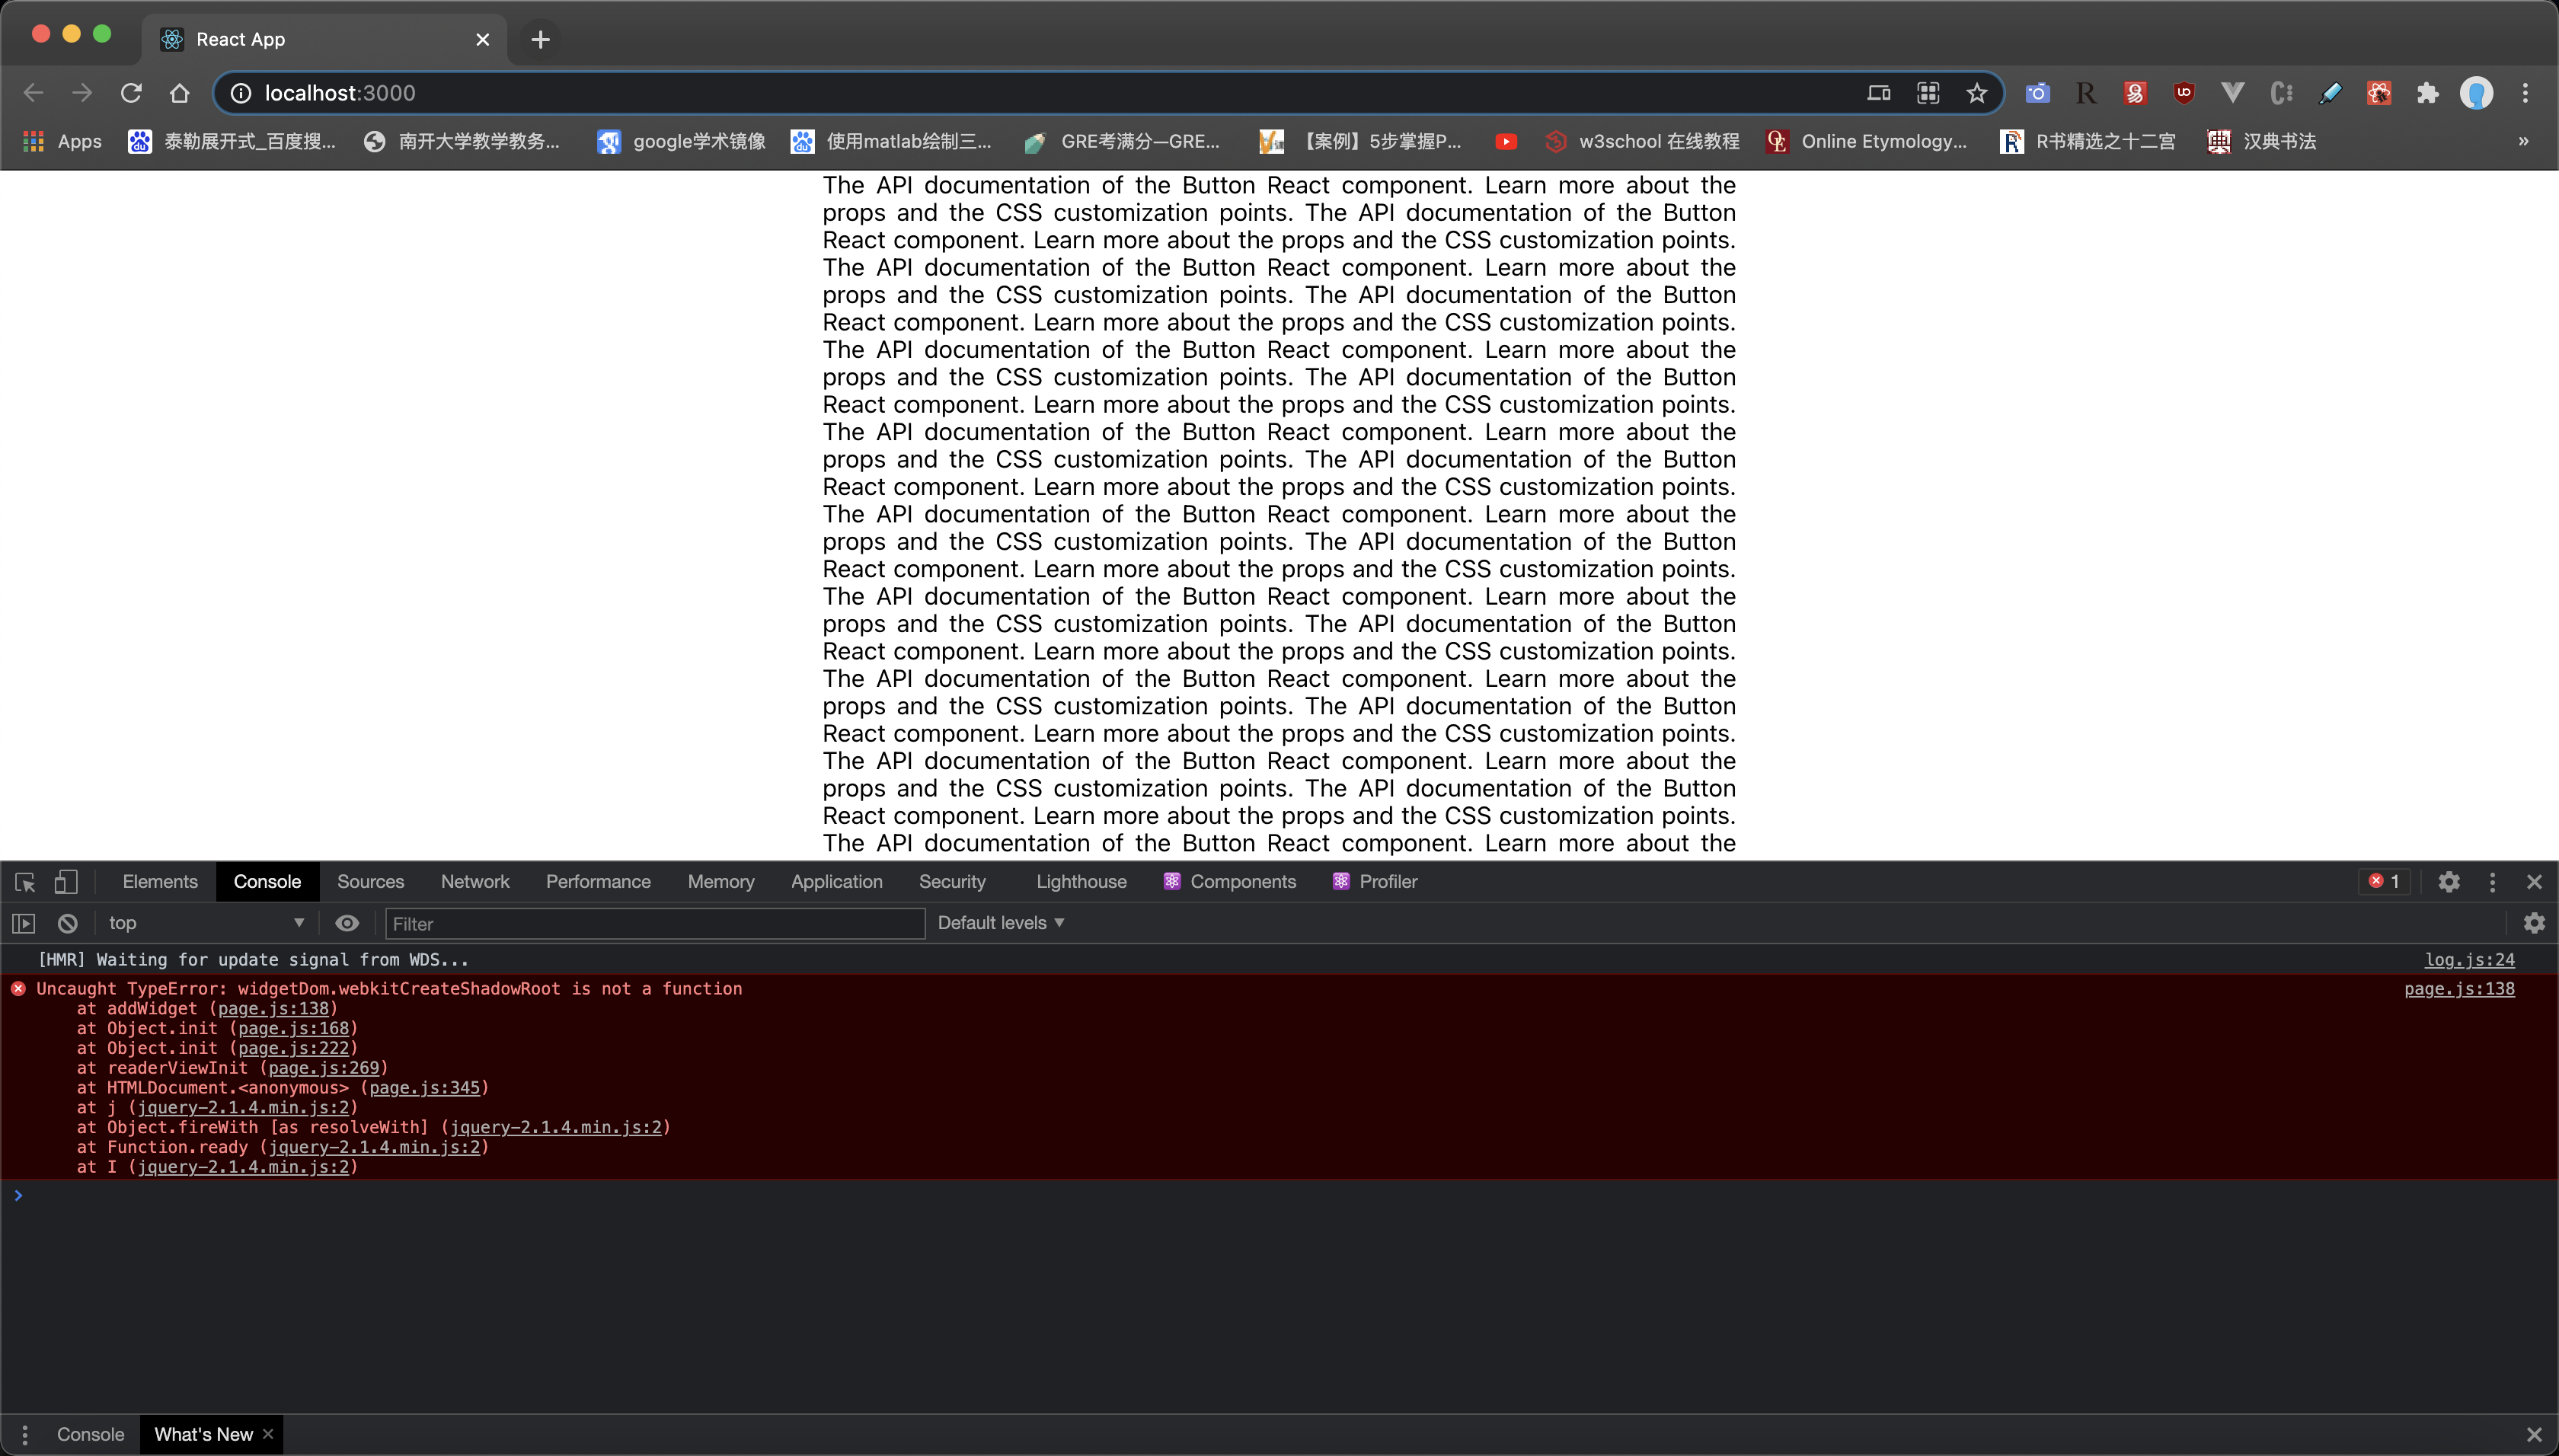 React App
localhost:3000
Apps
泰勒展开式_百度搜...
南开大学教学教务...
google学术镜像
使用matlab绘制三...
GRE考满分—GRE...
【案例】5步掌握P...
w3school 在线教程
Online Etymology...
R书精选之十二宫
汉典书法
»
The API documentation of the Button React component. Learn more about the
props and the CSS customization points. The API documentation of the Button
React component. Learn more about the props and the CSS customization points.
The API documentation of the Button React component. Learn more about the
props and the CSS customization points. The API documentation of the Button
React component. Learn more about the props and the CSS customization points.
The API documentation of the Button React component. Learn more about the
props and the CSS customization points. The API documentation of the Button
React component. Learn more about the props and the CSS customization points.
The API documentation of the Button React component. Learn more about the
props and the CSS customization points. The API documentation of the Button
React component. Learn more about the props and the CSS customization points.
The API documentation of the Button React component. Learn more about the
props and the CSS customization points. The API documentation of the Button
React component. Learn more about the props and the CSS customization points.
The API documentation of the Button React component. Learn more about the
props and the CSS customization points. The API documentation of the Button
React component. Learn more about the props and the CSS customization points.
The API documentation of the Button React component. Learn more about the
props and the CSS customization points. The API documentation of the Button
React component. Learn more about the props and the CSS customization points.
The API documentation of the Button React component. Learn more about the
props and the CSS customization points. The API documentation of the Button
React component. Learn more about the props and the CSS customization points.
The API documentation of the Button React component. Learn more about the
Elements Console Sources Network Performance Memory Application Security Lighthouse Components Profiler 1
top Filter Default levels
[HMR] Waiting for update signal from WDS... log.js:24
Uncaught TypeError: widgetDom.webkitCreateShadowRoot is not a function page.js:138
at addWidget (page.js:138)
at Object.init (page.js:168)
at Object.init (page.js:222)
at readerViewInit (page.js:269)
at HTMLDocument.<anonymous> (page.js:345)
at j (jquery-2.1.4.min.js:2)
at Object.fireWith [as resolveWith] (jquery-2.1.4.min.js:2)
at Function.ready (jquery-2.1.4.min.js:2)
at I (jquery-2.1.4.min.js:2)
Console What's New